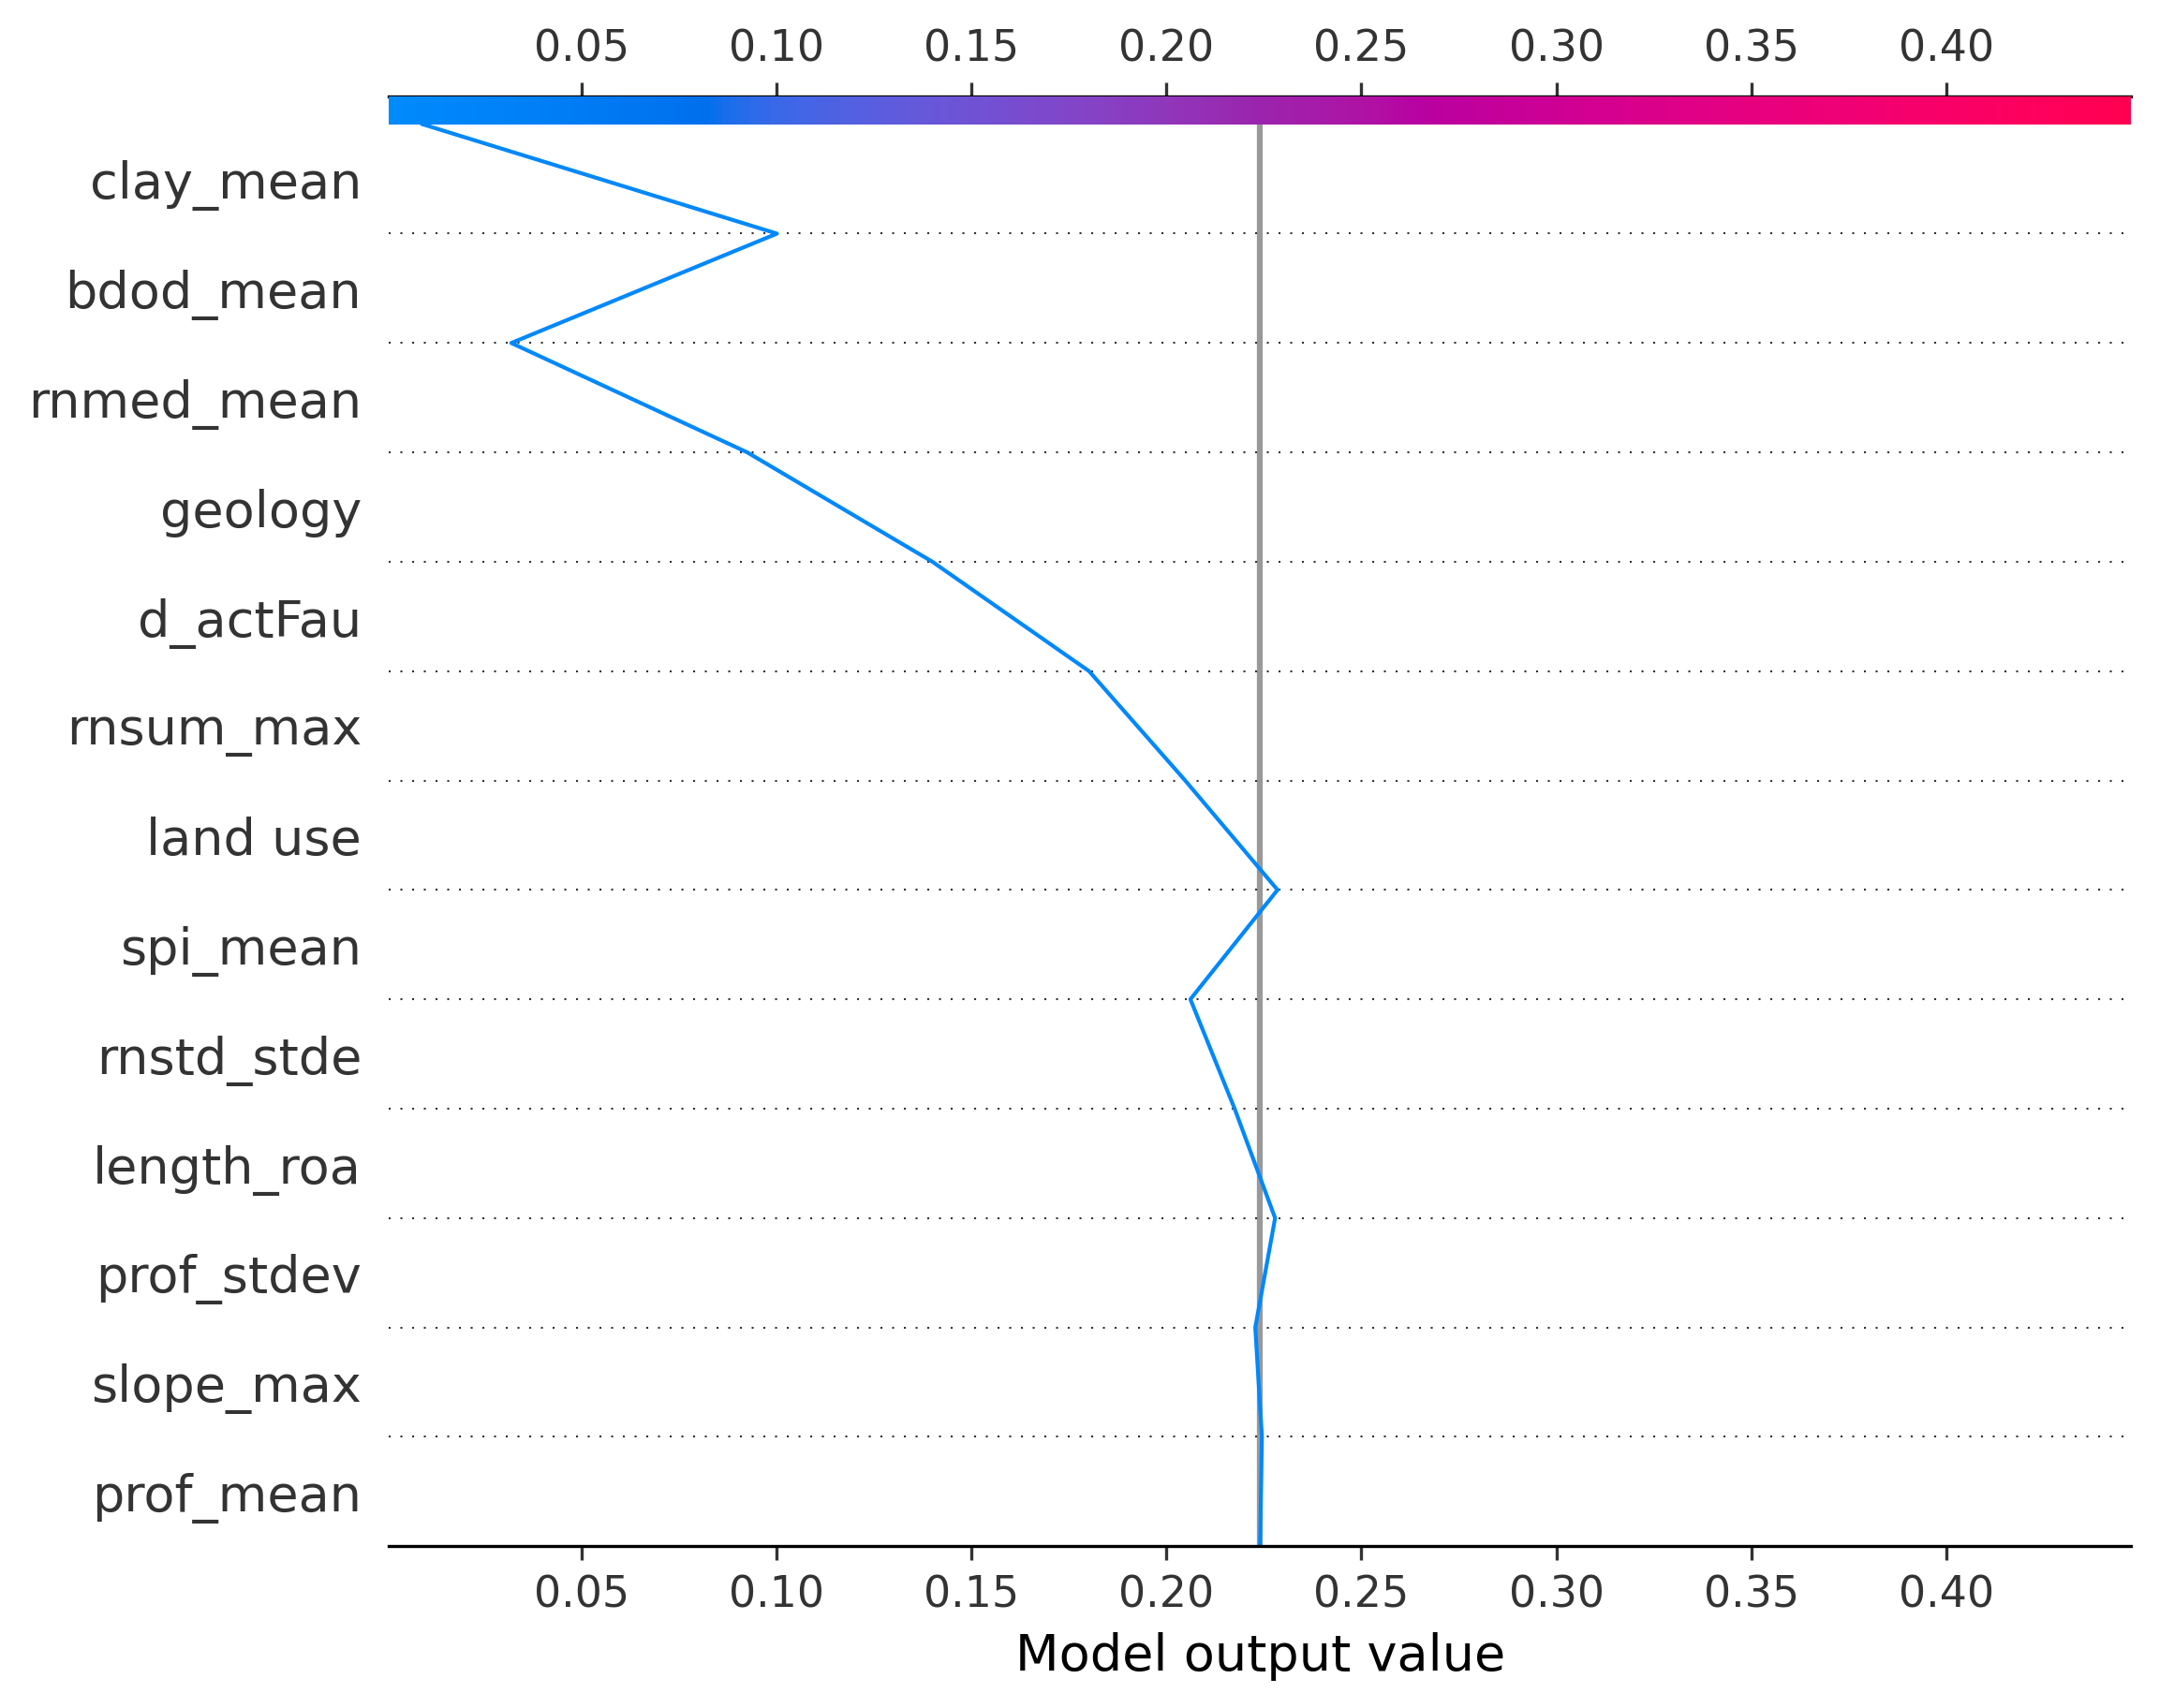 0.05 0.10 0.15 0.20 0.25 0.30 0.35 0.40
clay_mean
bdod_mean
rnmed_mean
geology
d_actFau
rnsum_max
land use
spi_mean
rnstd_stde
length_roa
prof_stdev
slope_max
prof_mean
0.05 0.10 0.15 0.20 0.25 0.30 0.35 0.40
Model output value